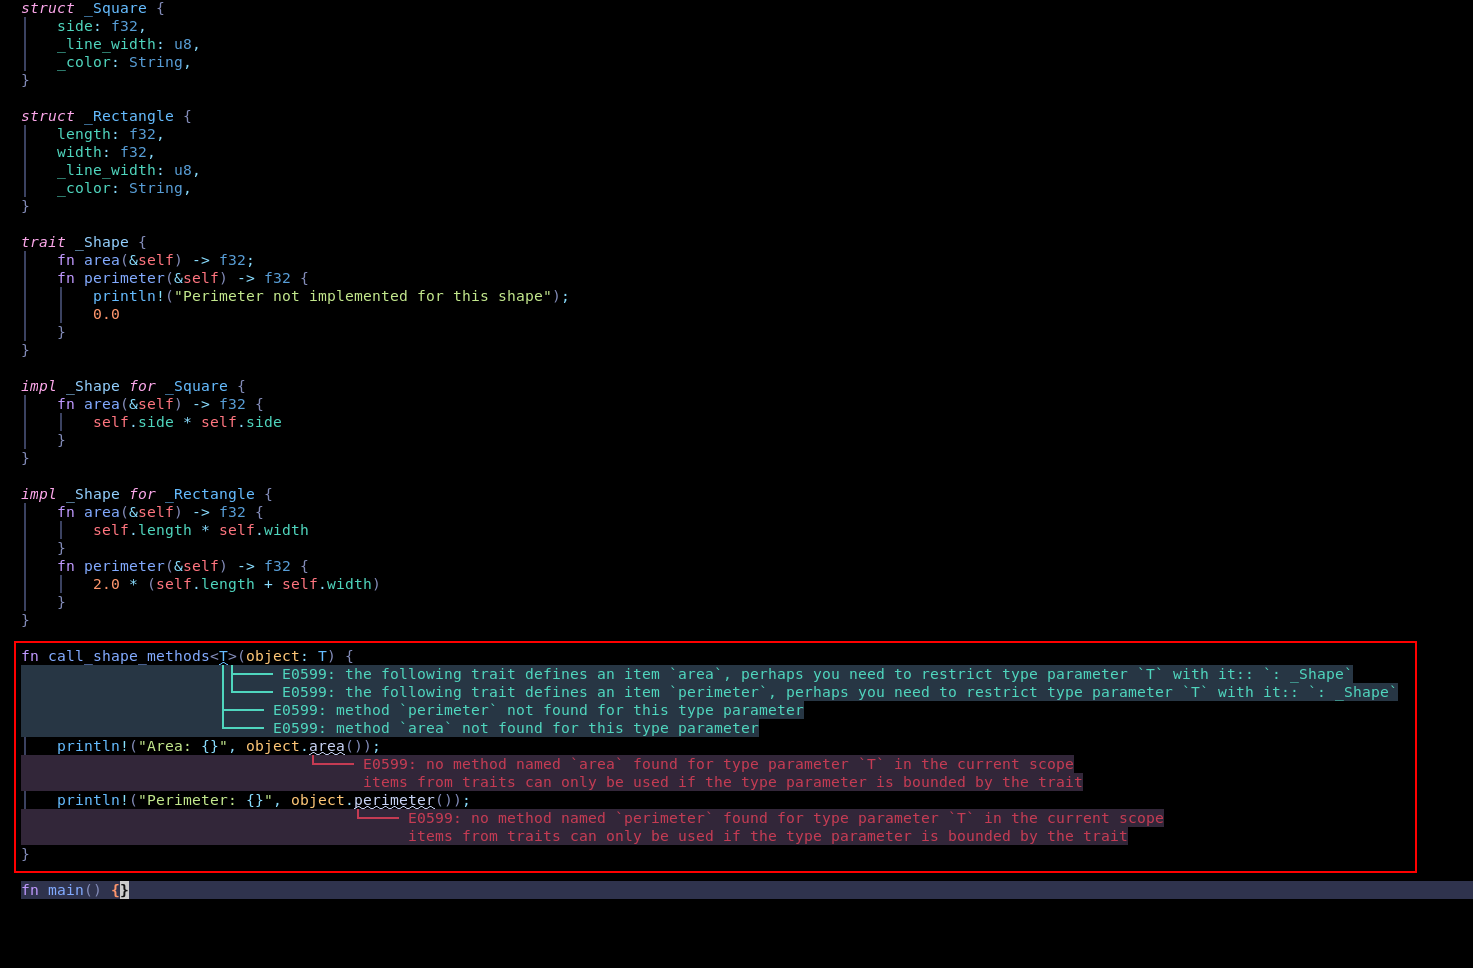 struct _Square {
    side: f32,
    _line_width: u8,
    _color: String,
}
struct _Rectangle {
    length: f32,
    width: f32,
    _line_width: u8,
    _color: String,
}
trait _Shape {
    fn area(&self) -> f32;
    fn perimeter(&self) -> f32 {
        println!("Perimeter not implemented for this shape");
        0.0
    }
}
impl _Shape for _Square {
    fn area(&self) -> f32 {
        self.side * self.side
    }
}
impl _Shape for _Rectangle {
    fn area(&self) -> f32 {
        self.length * self.width
    }
    fn perimeter(&self) -> f32 {
        2.0 * (self.length + self.width)
    }
}
fn call_shape_methods<T>(object: T) {
E0599: the following trait defines an item `area`, perhaps you need to restrict type parameter `T` with it:: `: _Shape`
E0599: the following trait defines an item `perimeter`, perhaps you need to restrict type parameter `T` with it:: `: _Shape`
E0599: method `perimeter` not found for this type parameter
E0599: method `area` not found for this type parameter
    println!("Area: {}", object.area());
E0599: no method named `area` found for type parameter `T` in the current scope
items from traits can only be used if the type parameter is bounded by the trait
    println!("Perimeter: {}", object.perimeter());
E0599: no method named `perimeter` found for type parameter `T` in the current scope
items from traits can only be used if the type parameter is bounded by the trait
}
fn main() {}